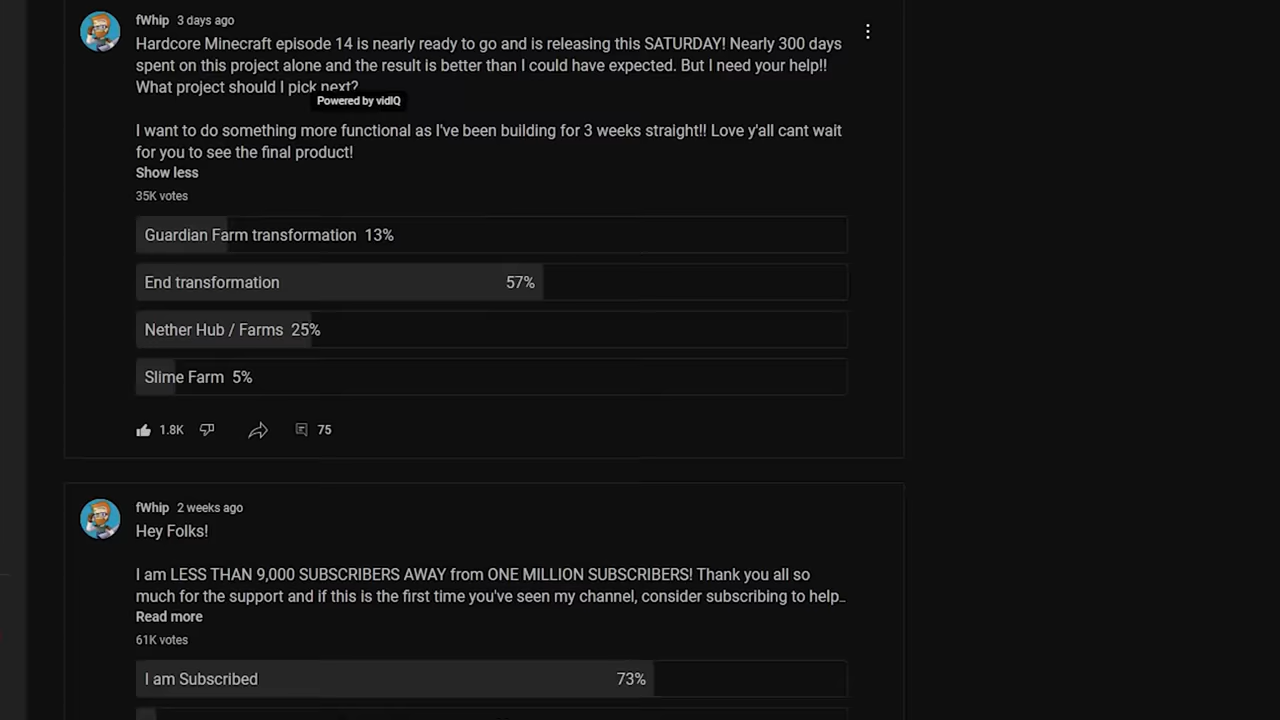 fWhip 3 days ago
Hardcore Minecraft episode 14 is nearly ready to go and is releasing this SATURDAY! Nearly 300 days
spent on this project alone and the result is better than I could have expected. But I need your help!!
What project should I pick next?
Powered by vidIQ
I want to do something more functional as I've been building for 3 weeks straight!! Love y'all cant wait
for you to see the final product!
Show less
35K votes
Guardian Farm transformation 13%
End transformation 57%
Nether Hub / Farms 25%
Slime Farm 5%
1.8K 75
fWhip 2 weeks ago
Hey Folks!
I am LESS THAN 9,000 SUBSCRIBERS AWAY from ONE MILLION SUBSCRIBERS! Thank you all so
much for the support and if this is the first time you've seen my channel, consider subscribing to help...
Read more
61K votes
I am Subscribed 73%